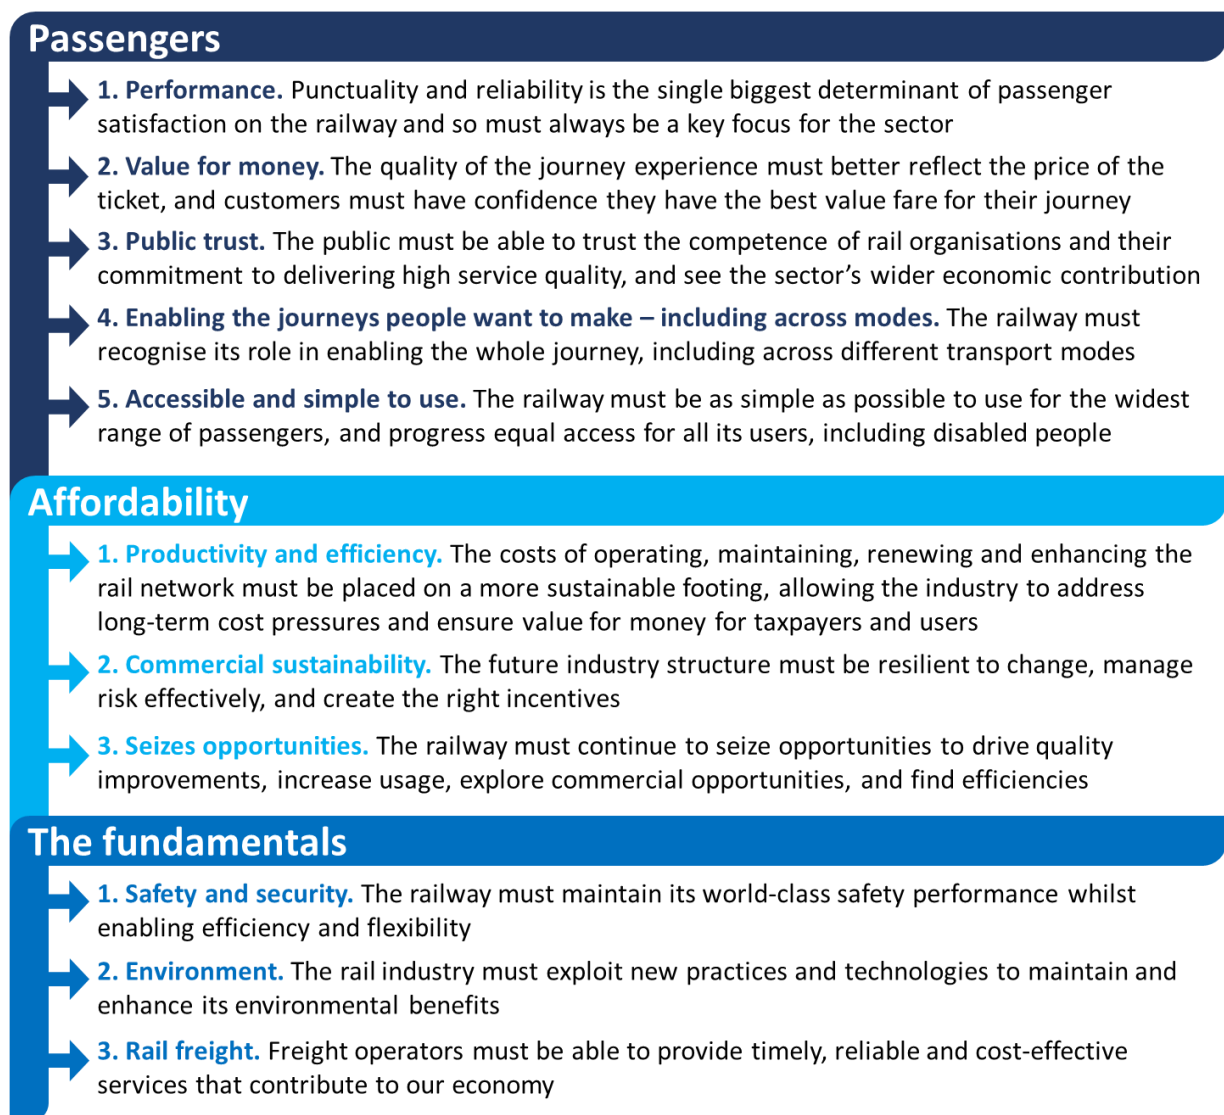 Passengers
1. Performance. Punctuality and reliability is the single biggest determinant of passenger
satisfaction on the railway and so must always be a key focus for the sector
2. Value for money. The quality of the journey experience must better reflect the price of the
ticket, and customers must have confidence they have the best value fare for their journey
3. Public trust. The public must be able to trust the competence of rail organisations and their
commitment to delivering high service quality, and see the sector’s wider economic contribution
4. Enabling the journeys people want to make – including across modes. The railway must
recognise its role in enabling the whole journey, including across different transport modes
5. Accessible and simple to use. The railway must be as simple as possible to use for the widest
range of passengers, and progress equal access for all its users, including disabled people
Affordability
1. Productivity and efficiency. The costs of operating, maintaining, renewing and enhancing the
rail network must be placed on a more sustainable footing, allowing the industry to address
long-term cost pressures and ensure value for money for taxpayers and users
2. Commercial sustainability. The future industry structure must be resilient to change, manage
risk effectively, and create the right incentives
3. Seizes opportunities. The railway must continue to seize opportunities to drive quality
improvements, increase usage, explore commercial opportunities, and find efficiencies
The fundamentals
1. Safety and security. The railway must maintain its world-class safety performance whilst
enabling efficiency and flexibility
2. Environment. The rail industry must exploit new practices and technologies to maintain and
enhance its environmental benefits
3. Rail freight. Freight operators must be able to provide timely, reliable and cost-effective
services that contribute to our economy